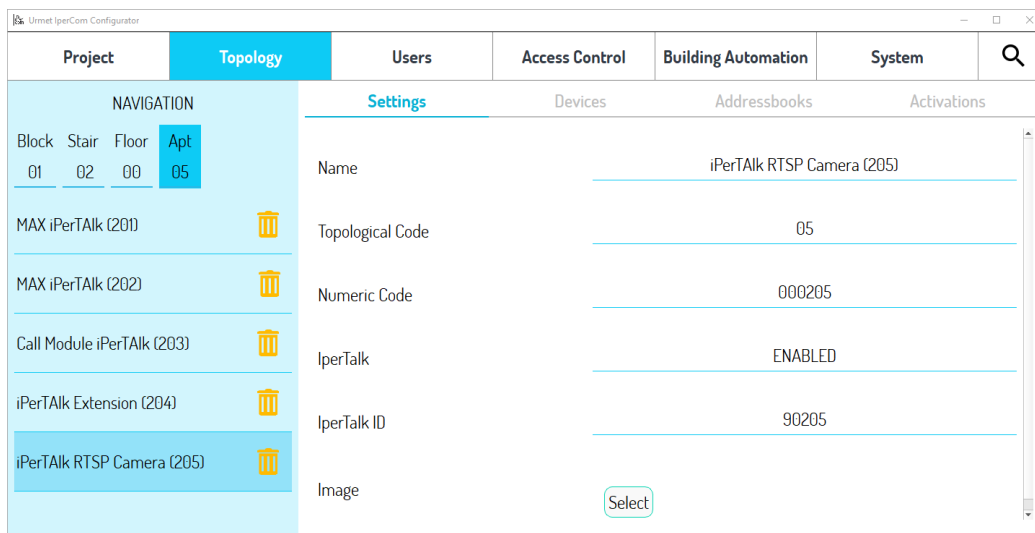 Urmet IperCom Configurator
Project Topology Users Access Control Building Automation System
NAVIGATION
Block Stair Floor Apt
01 02 00 05
MAX iPerTAlk (201)
MAX iPerTAlk (202)
Call Module iPerTAlk (203)
iPerTAlk Extension (204)
iPerTAlk RTSP Camera (205)
Settings Devices Addressbooks Activations
Name iPerTAlk RTSP Camera (205)
Topological Code 05
Numeric Code 000205
IperTalk ENABLED
IperTalk ID 90205
Image Select